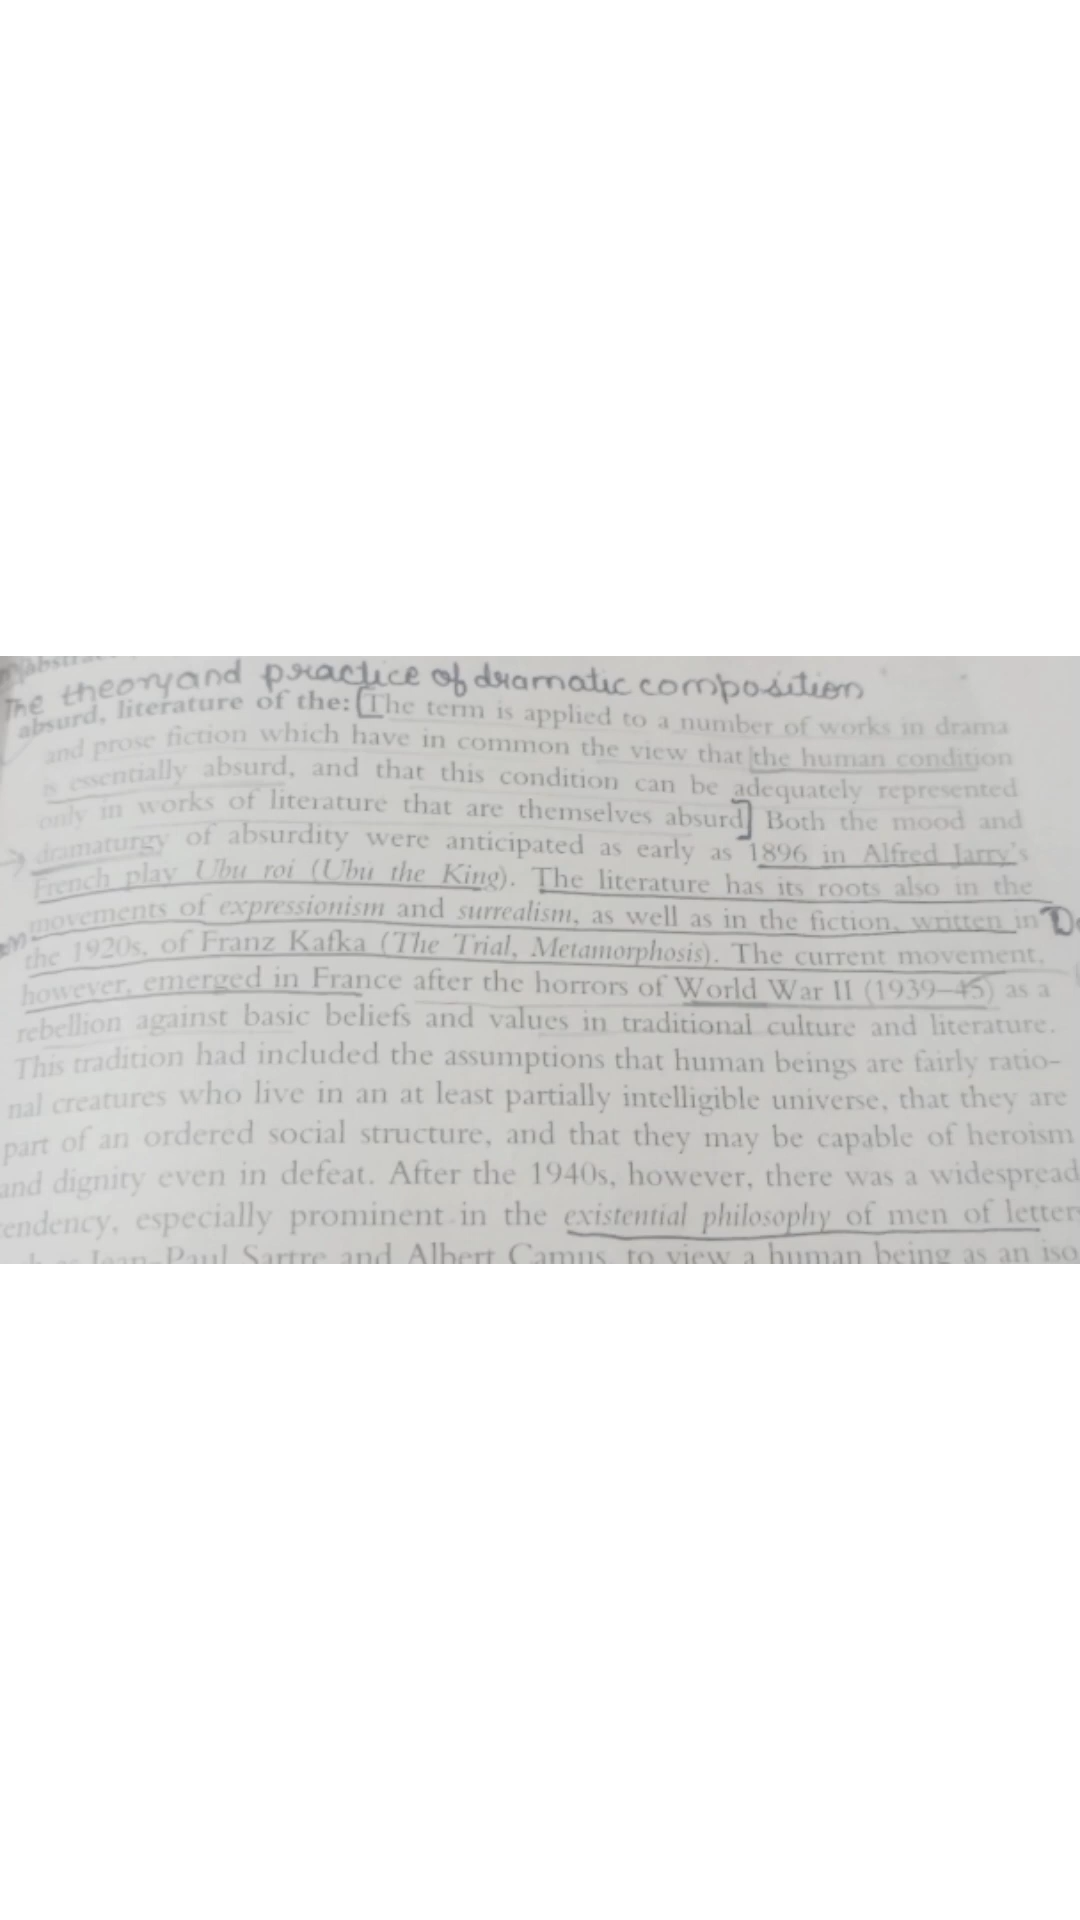 The theory and practice of dramatic composition
absurd, literature of the: [The term is applied to a number of works in drama
and prose fiction which have in common the view that the human condition
is essentially absurd, and that this condition can be adequately represented
only in works of literature that are themselves absurd] Both the mood and
dramaturgy of absurdity were anticipated as early as 1896 in Alfred Jarry's
French play Ubu roi (Ubu the King). The literature has its roots also in the
movements of expressionism and surrealism, as well as in the fiction, written in
the 1920s, of Franz Kafka (The Trial, Metamorphosis). The current movement,
however, emerged in France after the horrors of World War II (1939–45) as a
rebellion against basic beliefs and values in traditional culture and literature.
This tradition had included the assumptions that human beings are fairly ratio-
nal creatures who live in an at least partially intelligible universe, that they are
part of an ordered social structure, and that they may be capable of heroism
and dignity even in defeat. After the 1940s, however, there was a widespread
tendency, especially prominent in the existential philosophy of men of letters
Jean-Paul Sartre and Albert Camus, to view a human being as an iso